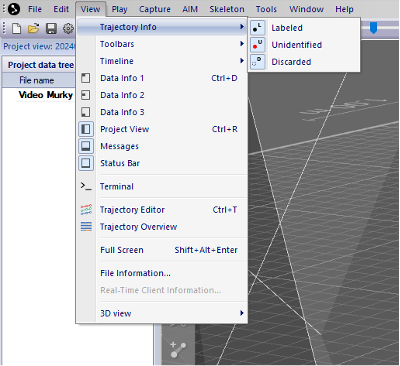 File Edit View Play Capture AIM Skeleton Tools Window Help
Project view: 2024
Project data tree
File name
Video Murky
Trajectory Info
Toolbars
Timeline
Data Info 1 Ctrl+D
Data Info 2
Data Info 3
Project View Ctrl+R
Messages
Status Bar
Terminal
Trajectory Editor Ctrl+T
Trajectory Overview
Full Screen Shift+Alt+Enter
File Information...
Real-Time Client Information...
3D view
L Labeled
U Unidentified
D Discarded